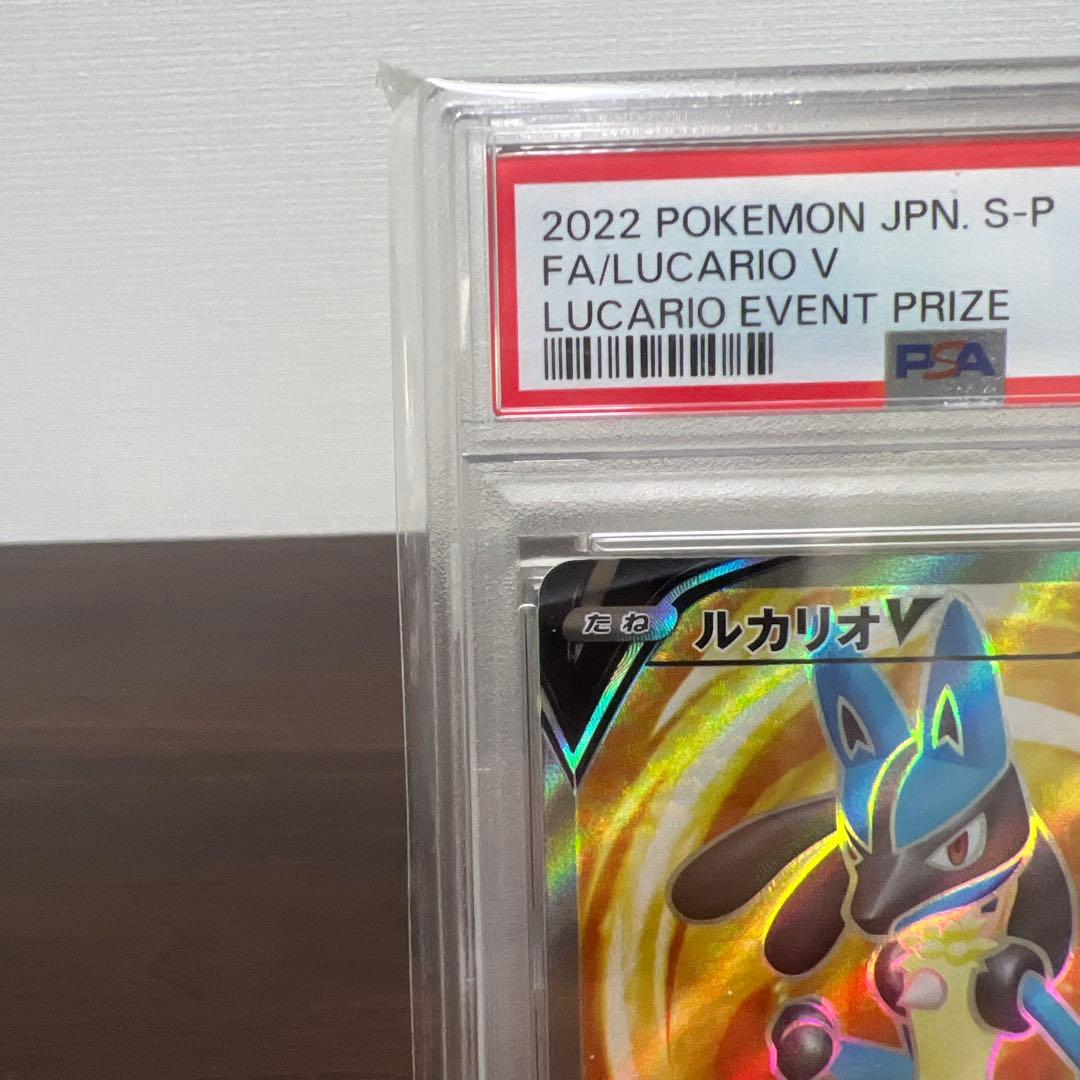 2022 POKEMON JPN. S-P
FA/LUCARIO V
LUCARIO EVENT PRIZE
PSA
たね ルカリオV